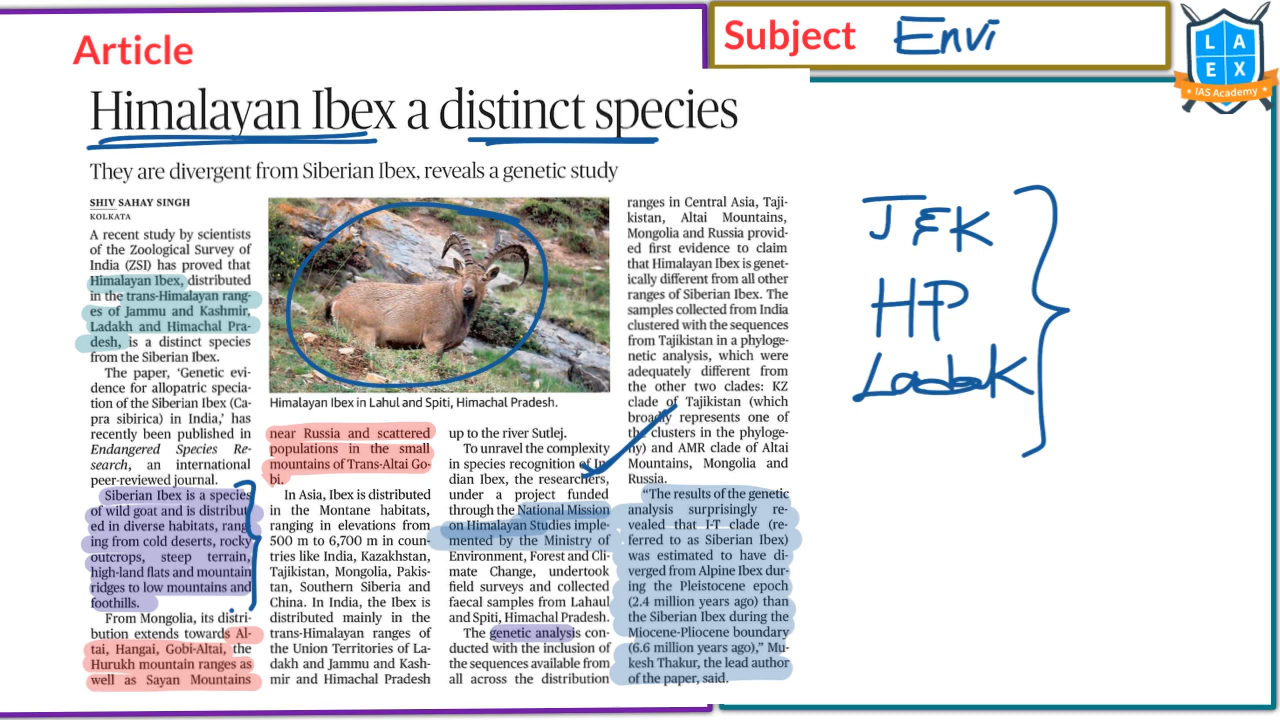 Article
Subject Envi
L A
E X
IAS Academy
Himalayan Ibex a distinct species
They are divergent from Siberian Ibex, reveals a genetic study
SHIV SAHAY SINGH
KOLKATA
A recent study by scientists
of the Zoological Survey of
India (ZSI) has proved that
Himalayan Ibex, distributed
in the trans-Himalayan rang-
es of Jammu and Kashmir,
Ladakh and Himachal Pra-
desh, is a distinct species
from the Siberian Ibex.
The paper, ‘Genetic evi-
dence for allopatric specia-
tion of the Siberian Ibex (Ca-
pra sibirica) in India,’ has
recently been published in
Endangered Species Re-
search, an international
peer-reviewed journal.
Siberian Ibex is a species
of wild goat and is distribut-
ed in diverse habitats, rang-
ing from cold deserts, rocky
outcrops, steep terrain,
high-land flats and mountain
ridges to low mountains and
foothills.
From Mongolia, its distri-
bution extends towards Al-
tai, Hangai, Gobi-Altai, the
Hurukh mountain ranges as
well as Sayan Mountains
Himalayan Ibex in Lahul and Spiti, Himachal Pradesh.
near Russia and scattered
populations in the small
mountains of Trans-Altai Go-
bi.
In Asia, Ibex is distributed
in the Montane habitats,
ranging in elevations from
500 m to 6,700 m in coun-
tries like India, Kazakhstan,
Tajikistan, Mongolia, Pakis-
tan, Southern Siberia and
China. In India, the Ibex is
distributed mainly in the
trans-Himalayan ranges of
the Union Territories of La-
dakh and Jammu and Kash-
mir and Himachal Pradesh
up to the river Sutlej.
To unravel the complexity
in species recognition of In-
dian Ibex, the researchers,
under a project funded
through the National Mission
on Himalayan Studies imple-
mented by the Ministry of
Environment, Forest and Cli-
mate Change, undertook
field surveys and collected
faecal samples from Lahaul
and Spiti, Himachal Pradesh.
The genetic analysis con-
ducted with the inclusion of
the sequences available from
all across the distribution
ranges in Central Asia, Taji-
kistan, Altai Mountains,
Mongolia and Russia provid-
ed first evidence to claim
that Himalayan Ibex is genet-
ically different from all other
ranges of Siberian Ibex. The
samples collected from India
clustered with the sequences
from Tajikistan in a phyloge-
netic analysis, which were
adequately different from
the other two clades: KZ
clade of Tajikistan (which
broadly represents one of
the clusters in the phyloge-
ny) and AMR clade of Altai
Mountains, Mongolia and
Russia.
“The results of the genetic
analysis surprisingly re-
vealed that I-T clade (re-
ferred to as Siberian Ibex)
was estimated to have di-
verged from Alpine Ibex dur-
ing the Pleistocene epoch
(2.4 million years ago) than
the Siberian Ibex during the
Miocene-Pliocene boundary
(6.6 million years ago),” Mu-
kesh Thakur, the lead author
of the paper, said.
J&K
HP
Ladak